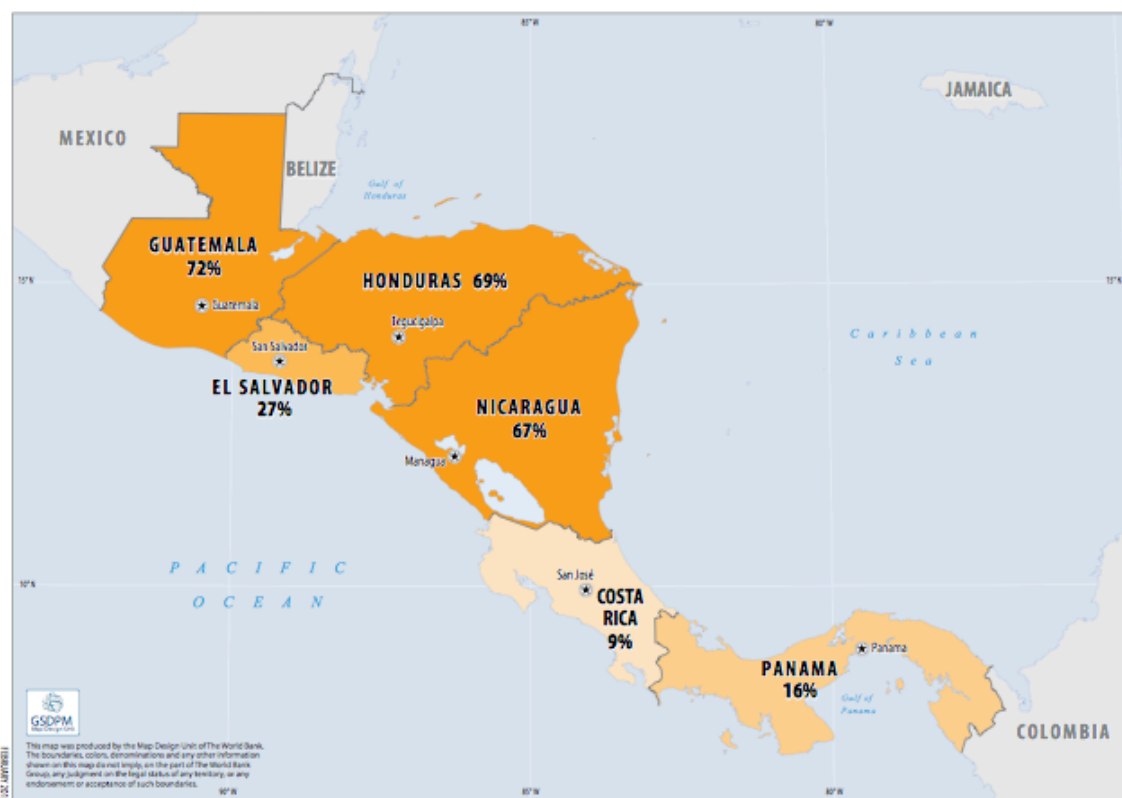 85°W
80°W
JAMAICA
MEXICO
BELIZE
Gulf of
Honduras
GUATEMALA
72%
HONDURAS 69%
15°N
15°N
Guatemala
Tegucigalpa
Caribbean
Sea
San Salvador
EL SALVADOR
27%
NICARAGUA
67%
Managua
PACIFIC
OCEAN
10°N
San José
COSTA
RICA
9%
Panama
PANAMA
16%
Gulf of
Panama
COLOMBIA
GSDPM
Map Design Unit
This map was produced by the Map Design Unit of The World Bank.
The boundaries, colors, denominations and any other information
shown on this map do not imply, on the part of The World Bank
Group, any judgment on the legal status of any territory, or any
endorsement or acceptance of such boundaries.
90°W
85°W
80°W
FEBRUARY